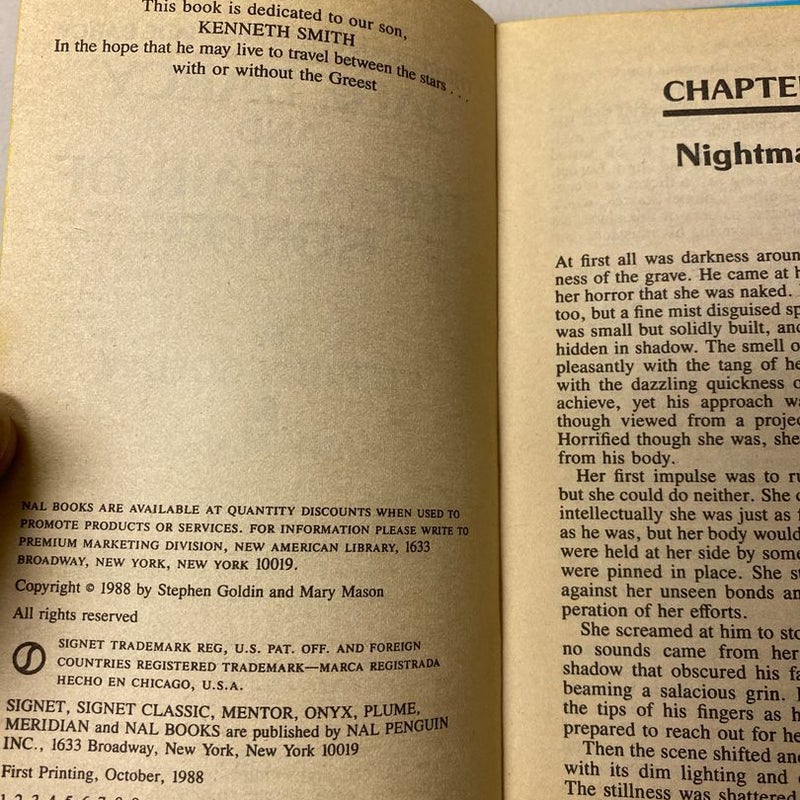 This book is dedicated to our son,
KENNETH SMITH
In the hope that he may live to travel between the stars . . .
with or without the Greest
NAL BOOKS ARE AVAILABLE AT QUANTITY DISCOUNTS WHEN USED TO
PROMOTE PRODUCTS OR SERVICES. FOR INFORMATION PLEASE WRITE TO
PREMIUM MARKETING DIVISION, NEW AMERICAN LIBRARY, 1633
BROADWAY, NEW YORK, NEW YORK 10019.
Copyright © 1988 by Stephen Goldin and Mary Mason
All rights reserved
SIGNET TRADEMARK REG, U.S. PAT. OFF. AND FOREIGN
COUNTRIES REGISTERED TRADEMARK—MARCA REGISTRADA
HECHO EN CHICAGO, U.S.A.
SIGNET, SIGNET CLASSIC, MENTOR, ONYX, PLUME,
MERIDIAN and NAL BOOKS are published by NAL PENGUIN
INC., 1633 Broadway, New York, New York 10019
First Printing, October, 1988
1 2 3 4 5 6 7 8 9
CHAPTE
Nightma
At first all was darkness aroun
ness of the grave. He came at h
her horror that she was naked.
too, but a fine mist disguised sp
was small but solidly built, and
hidden in shadow. The smell o
pleasantly with the tang of he
with the dazzling quickness o
achieve, yet his approach wa
though viewed from a projec
Horrified though she was, she
from his body.
Her first impulse was to ru
but she could do neither. She
intellectually she was just as
as he was, but her body would
were held at her side by some
were pinned in place. She st
against her unseen bonds an
peration of her efforts.
She screamed at him to sto
no sounds came from her
shadow that obscured his fa
beaming a salacious grin.
the tips of his fingers as h
prepared to reach out for he
Then the scene shifted and
with its dim lighting and
The stillness was shattered